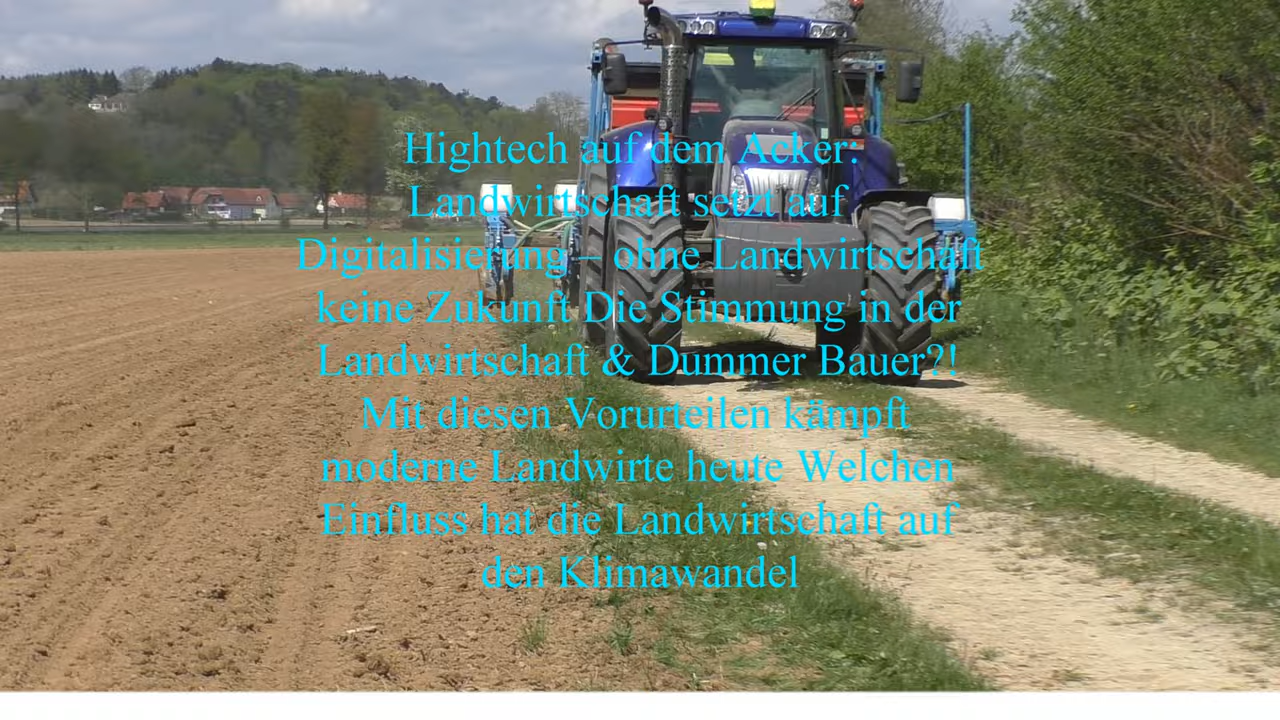 Hightech auf dem Acker:
Landwirtschaft setzt auf
Digitalisierung – ohne Landwirtschaft
keine Zukunft Die Stimmung in der
Landwirtschaft & Dummer Bauer?!
Mit diesen Vorurteilen kämpft
moderne Landwirte heute Welchen
Einfluss hat die Landwirtschaft auf
den Klimawandel